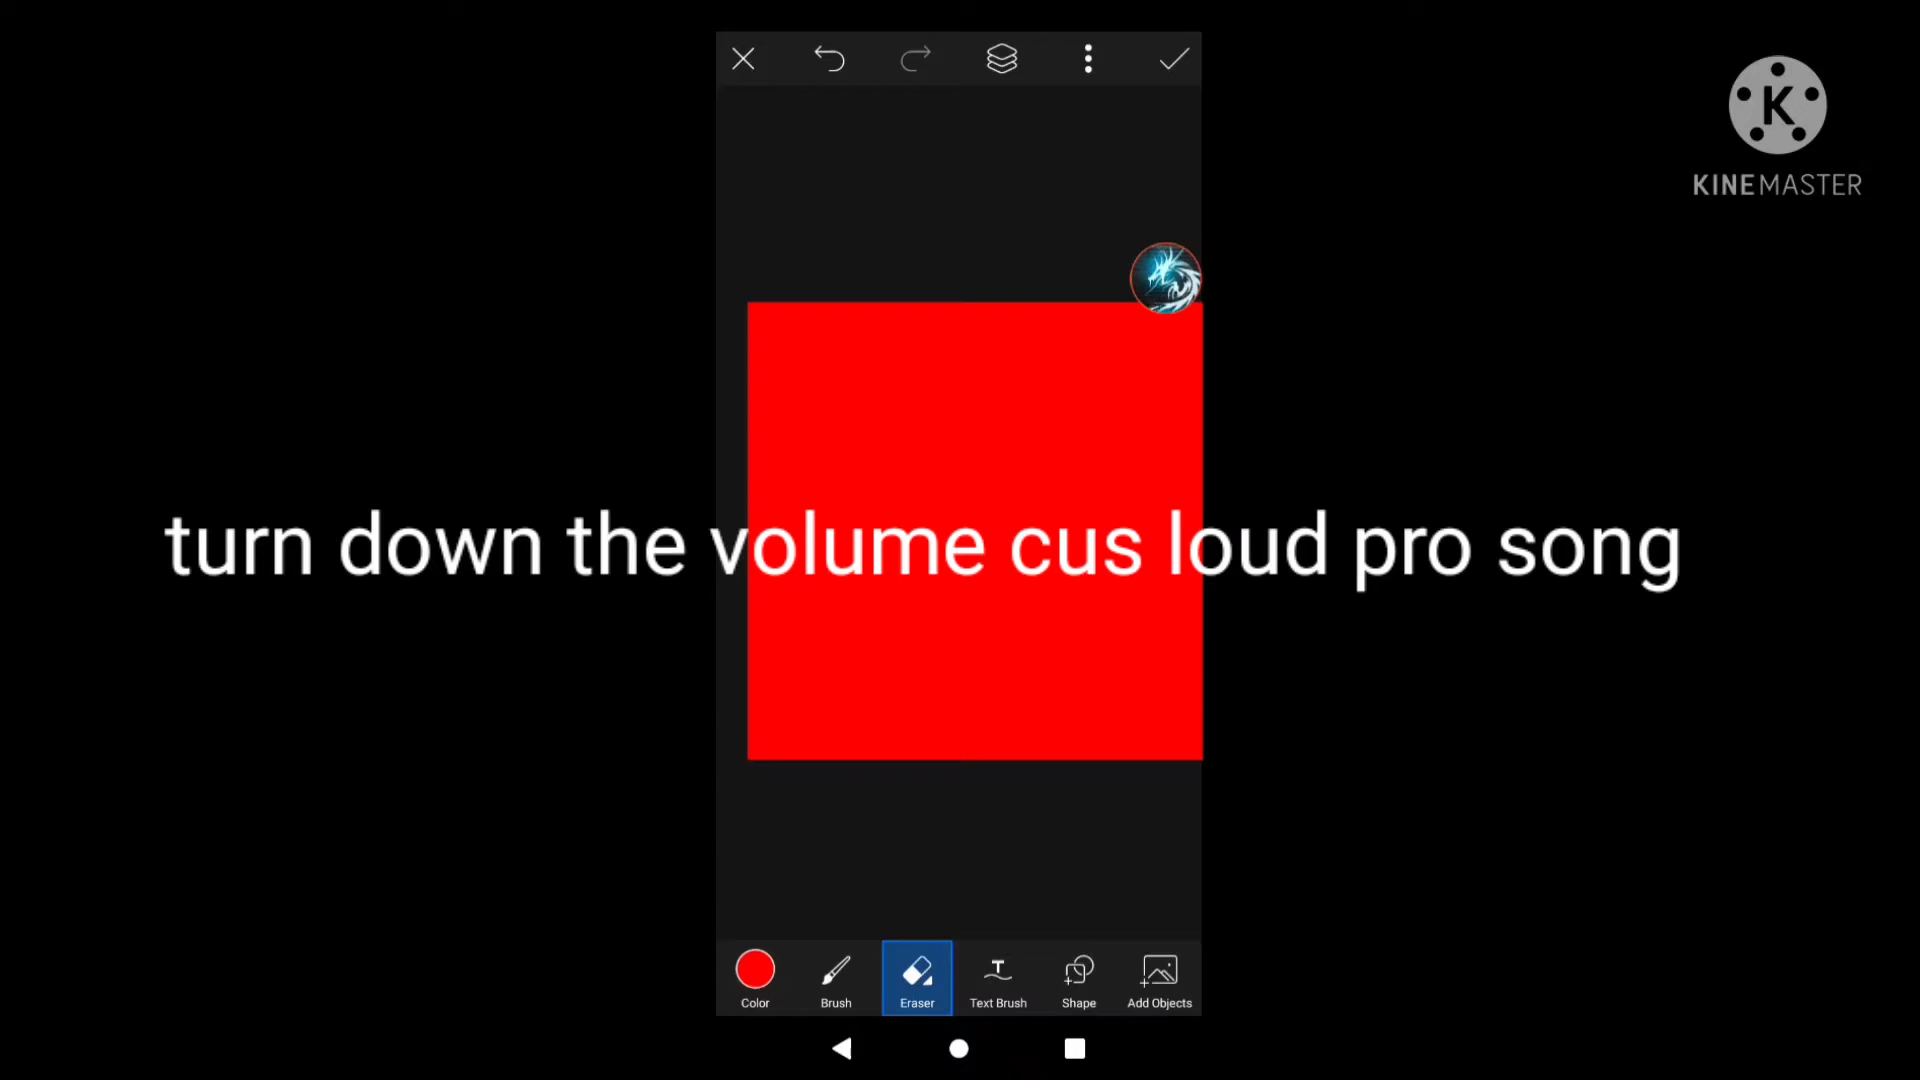 K
KINEMASTER
turn down the volume cus loud pro song
T
Color Brush Eraser Text Brush Shape Add Objects